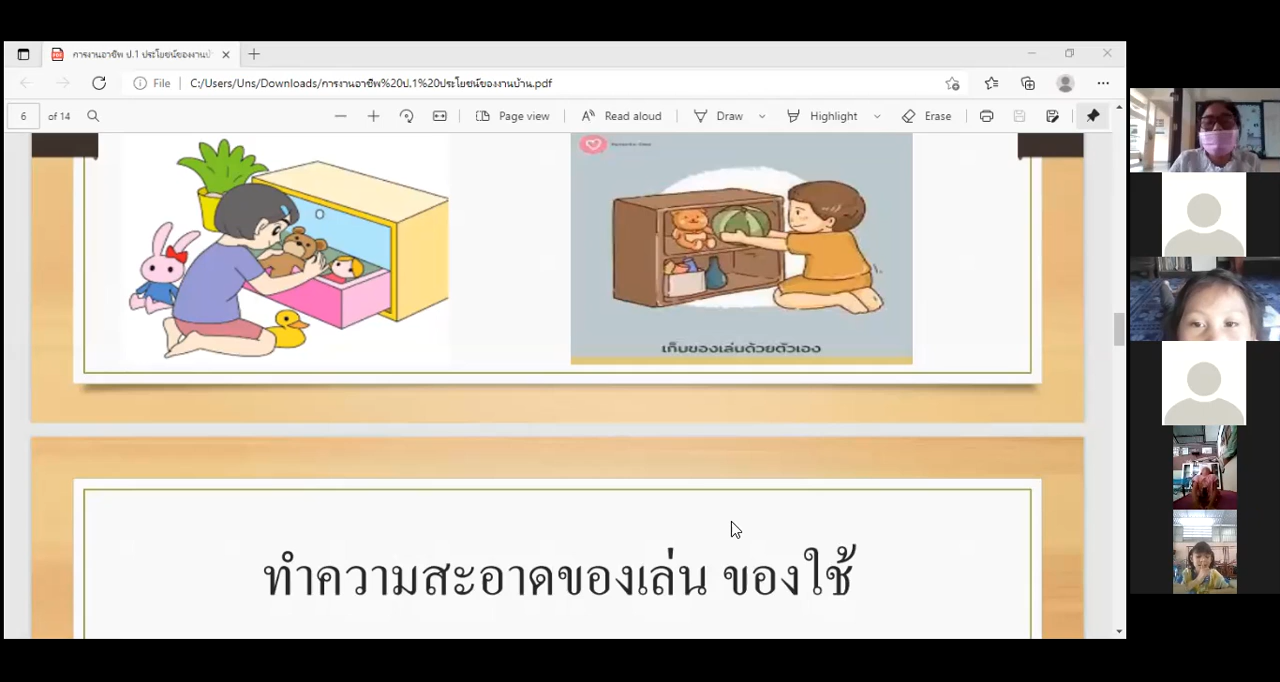 การงานอาชีพ ป.1 ประโยชน์ของงานบ้
File
C:/Users/Uns/Downloads/การงานอาชีพ%20ป.1%20ประโยชน์ของงานบ้าน.pdf
6 of 14
Page view
Read aloud
Draw
Highlight
Erase
เก็บของเล่นด้วยตัวเอง
ทำความสะอาดของเล่น ของใช้